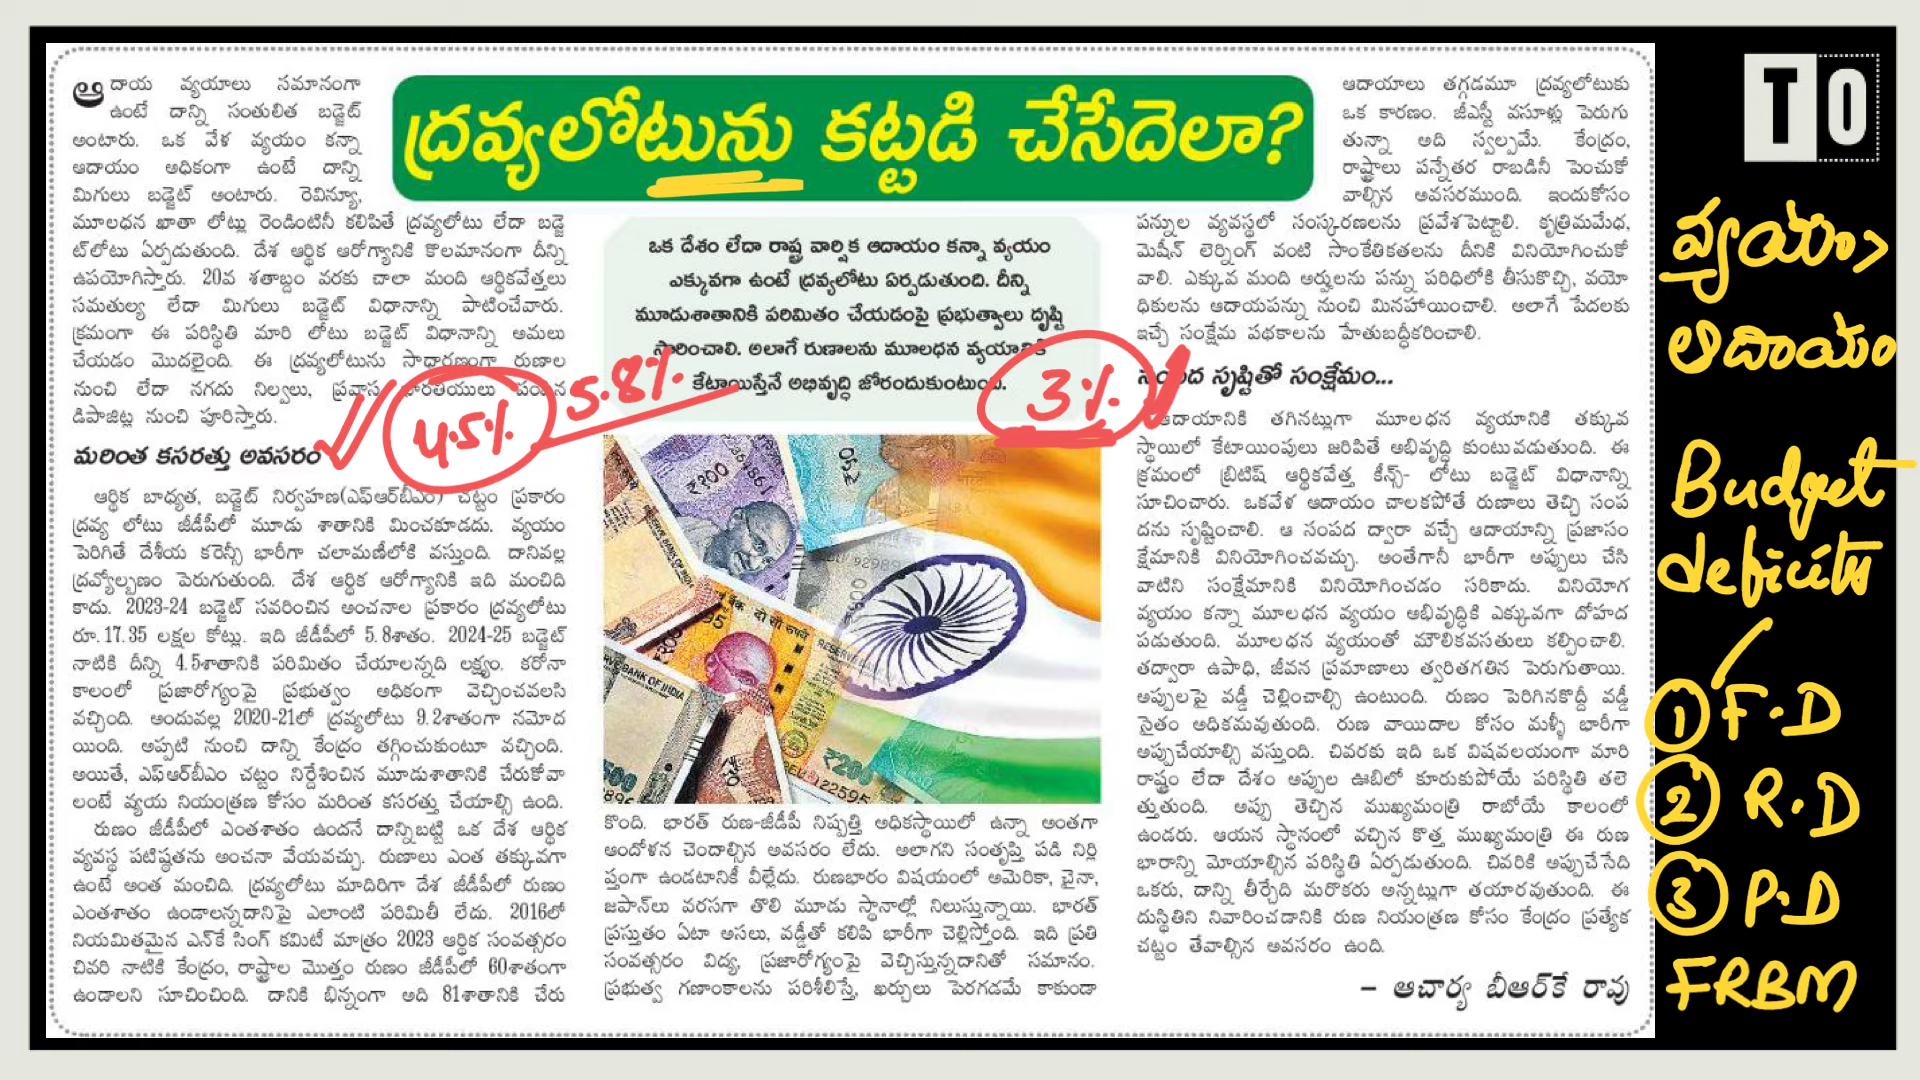 ద్రవ్యలోటును కట్టడి చేసేదెలా?
ఆదాయ వ్యయాలు సమానంగా
ఉంటే దాన్ని సంతులిత బడ్జెట్
అంటారు. ఒక వేళ వ్యయం కన్నా
ఆదాయం అధికంగా ఉంటే దాన్ని
మిగులు బడ్జెట్ అంటారు. రెవిన్యూ,
మూలధన ఖాతా లోట్లు రెండింటినీ కలిపితే ద్రవ్యలోటు లేదా బడ్జె
ట్‌లోటు ఏర్పడుతుంది. దేశ ఆర్థిక ఆరోగ్యానికి కొలమానంగా దీన్ని
ఉపయోగిస్తారు. 20వ శతాబ్దం వరకు చాలా మంది ఆర్థికవేత్తలు
సమతుల్య లేదా మిగులు బడ్జెట్ విధానాన్ని పాటించేవారు.
క్రమంగా ఈ పరిస్థితి మారి లోటు బడ్జెట్ విధానాన్ని అమలు
చేయడం మొదలైంది. ఈ ద్రవ్యలోటును సాధారణంగా రుణాల
నుంచి లేదా నగదు నిల్వలు, ప్రవాస భారతీయులు పంపిన
డిపాజిట్ల నుంచి పూరిస్తారు.
మరింత కసరత్తు అవసరం
ఆర్థిక బాధ్యత, బడ్జెట్ నిర్వహణ(ఎఫ్ఆర్‌బీఎం) చట్టం ప్రకారం
ద్రవ్య లోటు జీడీపీలో మూడు శాతానికి మించకూడదు. వ్యయం
పెరిగితే దేశీయ కరెన్సీ భారీగా చలామణీలోకి వస్తుంది. దానివల్ల
ద్రవ్యోల్బణం పెరుగుతుంది. దేశ ఆర్థిక ఆరోగ్యానికి ఇది మంచిది
కాదు. 2023-24 బడ్జెట్ సవరించిన అంచనాల ప్రకారం ద్రవ్యలోటు
రూ.17.35 లక్షల కోట్లు. ఇది జీడీపీలో 5.8శాతం. 2024-25 బడ్జెట్
నాటికి దీన్ని 4.5శాతానికి పరిమితం చేయాలన్నది లక్ష్యం. కరోనా
కాలంలో ప్రజారోగ్యంపై ప్రభుత్వం అధికంగా వెచ్చించవలసి
వచ్చింది. అందువల్ల 2020-21లో ద్రవ్యలోటు 9.2శాతంగా నమోద
యింది. అప్పటి నుంచి దాన్ని కేంద్రం తగ్గించుకుంటూ వచ్చింది.
అయితే, ఎఫ్ఆర్‌బీఎం చట్టం నిర్దేశించిన మూడుశాతానికి చేరుకోవా
లంటే వ్యయ నియంత్రణ కోసం మరింత కసరత్తు చేయాల్సి ఉంది.
రుణం జీడీపీలో ఎంతశాతం ఉందనే దాన్నిబట్టి ఒక దేశ ఆర్థిక
వ్యవస్థ పటిష్ఠతను అంచనా వేయవచ్చు. రుణాలు ఎంత తక్కువగా
ఉంటే అంత మంచిది. ద్రవ్యలోటు మాదిరిగా దేశ జీడీపీలో రుణం
ఎంతశాతం ఉండాలన్నదానిపై ఎలాంటి పరిమితీ లేదు. 2016లో
నియమితమైన ఎన్‌కే సింగ్ కమిటీ మాత్రం 2023 ఆర్థిక సంవత్సరం
చివరి నాటికి కేంద్రం, రాష్ట్రాల మొత్తం రుణం జీడీపీలో 60శాతంగా
ఉండాలని సూచించింది. దానికి భిన్నంగా అది 81శాతానికి చేరు
ఒక దేశం లేదా రాష్ట్ర వార్షిక ఆదాయం కన్నా వ్యయం
ఎక్కువగా ఉంటే ద్రవ్యలోటు ఏర్పడుతుంది. దీన్ని
మూడుశాతానికి పరిమితం చేయడంపై ప్రభుత్వాలు దృష్టి
సారించాలి. అలాగే రుణాలను మూలధన వ్యయానికి
కేటాయిస్తేనే అభివృద్ధి జోరందుకుంటుంది.
4.5% 5.8%
3%
కొంది. భారత్ రుణ-జీడీపీ నిష్పత్తి అధికస్థాయిలో ఉన్నా అంతగా
ఆందోళన చెందాల్సిన అవసరం లేదు. అలాగని సంతృప్తి పడి నిర్లి
ప్తంగా ఉండటానికీ వీల్లేదు. రుణభారం విషయంలో అమెరికా, చైనా,
జపాన్‌లు వరసగా తొలి మూడు స్థానాల్లో నిలుస్తున్నాయి. భారత్
ప్రస్తుతం ఏటా అసలు, వడ్డీతో కలిపి భారీగా చెల్లిస్తోంది. ఇది ప్రతి
సంవత్సరం విద్య, ప్రజారోగ్యంపై వెచ్చిస్తున్నదానితో సమానం.
ప్రభుత్వ గణాంకాలను పరిశీలిస్తే, ఖర్చులు పెరగడమే కాకుండా
ఆదాయాలు తగ్గడమూ ద్రవ్యలోటుకు
ఒక కారణం. జీఎస్టీ వసూళ్లు పెరుగు
తున్నా అది స్వల్పమే. కేంద్రం,
రాష్ట్రాలు పన్నేతర రాబడినీ పెంచుకో
వాల్సిన అవసరముంది. ఇందుకోసం
పన్నుల వ్యవస్థలో సంస్కరణలను ప్రవేశపెట్టాలి. కృత్రిమమేధ,
మెషీన్ లెర్నింగ్ వంటి సాంకేతికతలను దీనికి వినియోగించుకో
వాలి. ఎక్కువ మంది అర్హులను పన్ను పరిధిలోకి తీసుకొచ్చి, వయో
ధికులను ఆదాయపన్ను నుంచి మినహాయించాలి. అలాగే పేదలకు
ఇచ్చే సంక్షేమ పథకాలను హేతుబద్ధీకరించాలి.
సంపద సృష్టితో సంక్షేమం...
ఆదాయానికి తగినట్లుగా మూలధన వ్యయానికి తక్కువ
స్థాయిలో కేటాయింపులు జరిపితే అభివృద్ధి కుంటువడుతుంది. ఈ
క్రమంలో బ్రిటిష్ ఆర్థికవేత్త కీన్స్- లోటు బడ్జెట్ విధానాన్ని
సూచించారు. ఒకవేళ ఆదాయం చాలకపోతే రుణాలు తెచ్చి సంప
దను సృష్టించాలి. ఆ సంపద ద్వారా వచ్చే ఆదాయాన్ని ప్రజాసం
క్షేమానికి వినియోగించవచ్చు. అంతేగానీ భారీగా అప్పులు చేసి
వాటిని సంక్షేమానికి వినియోగించడం సరికాదు. వినియోగ
వ్యయం కన్నా మూలధన వ్యయం అభివృద్ధికి ఎక్కువగా దోహద
పడుతుంది. మూలధన వ్యయంతో మౌలికవసతులు కల్పించాలి.
తద్వారా ఉపాధి, జీవన ప్రమాణాలు త్వరితగతిన పెరుగుతాయి.
అప్పులపై వడ్డీ చెల్లించాల్సి ఉంటుంది. రుణం పెరిగినకొద్దీ వడ్డీ
సైతం అధికమవుతుంది. రుణ వాయిదాల కోసం మళ్ళీ భారీగా
అప్పుచేయాల్సి వస్తుంది. చివరకు ఇది ఒక విషవలయంగా మారి
రాష్ట్రం లేదా దేశం అప్పుల ఊబిలో కూరుకుపోయే పరిస్థితి తలె
త్తుతుంది. అప్పు తెచ్చిన ముఖ్యమంత్రి రాబోయే కాలంలో
ఉండరు. ఆయన స్థానంలో వచ్చిన కొత్త ముఖ్యమంత్రి ఈ రుణ
భారాన్ని మోయాల్సిన పరిస్థితి ఏర్పడుతుంది. చివరికి అప్పుచేసేది
ఒకరు, దాన్ని తీర్చేది మరొకరు అన్నట్లుగా తయారవుతుంది. ఈ
దుస్థితిని నివారించడానికి రుణ నియంత్రణ కోసం కేంద్రం ప్రత్యేక
చట్టం తేవాల్సిన అవసరం ఉంది.
– ఆచార్య బీఆర్‌కే రావు
TO
వ్యయం>
ఆదాయం
Budget
deficits
1 F.D
2 R.D
3 P.D
FRBM